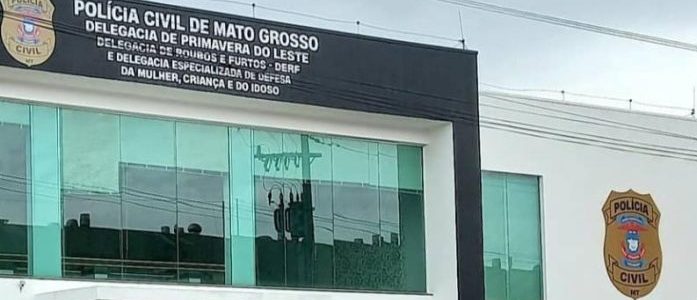 POLÍCIA CIVIL DE MATO GROSSO
DELEGACIA DE PRIMAVERA DO LESTE
DELEGACIA DE ROUBOS E FURTOS - DERF
E DELEGACIA ESPECIALIZADA DE DEFESA
DA MULHER, CRIANÇA E DO IDOSO
POLÍCIA
CIVIL
POLÍCIA
CIVIL
MT